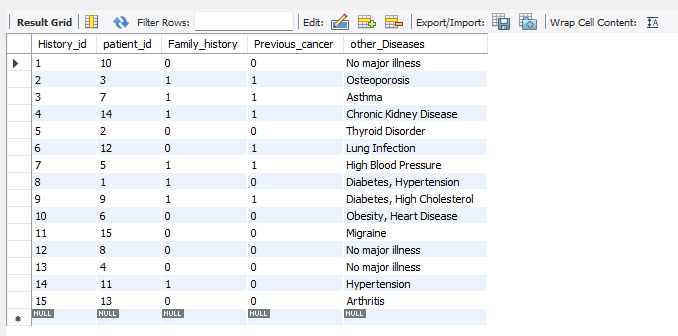 Result Grid Filter Rows: Edit: Export/Import: Wrap Cell Content: IA
History_id patient_id Family_history Previous_cancer other_Diseases
1 10 0 0 No major illness
2 3 1 1 Osteoporosis
3 7 1 1 Asthma
4 14 1 1 Chronic Kidney Disease
5 2 0 0 Thyroid Disorder
6 12 0 1 Lung Infection
7 5 1 1 High Blood Pressure
8 1 1 0 Diabetes, Hypertension
9 9 1 1 Diabetes, High Cholesterol
10 6 0 0 Obesity, Heart Disease
11 15 0 0 Migraine
12 8 0 0 No major illness
13 4 0 0 No major illness
14 11 1 0 Hypertension
15 13 0 0 Arthritis
NULL NULL NULL NULL NULL